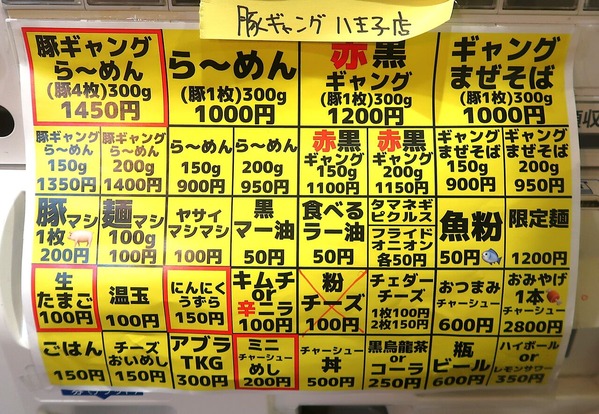 豚ギャング 八王子店
豚ギャング
ら〜めん
(豚4枚)300g
1450円
ら〜めん
(豚1枚)300g
1000円
赤黒
ギャング
(豚1枚)300g
1200円
ギャング
まぜそば
(豚1枚)300g
1000円
豚ギャング
ら〜めん
150g
1350円
豚ギャング
ら〜めん
200g
1400円
ら〜めん
150g
900円
ら〜めん
200g
950円
赤黒
ギャング
150g
1100円
赤黒
ギャング
200g
1150円
ギャング
まぜそば
150g
900円
ギャング
まぜそば
200g
950円
豚マシ
1枚
200円
麺マシ
100g
100円
ヤサイ
マシマシ
100円
黒
マー油
50円
食べる
ラー油
50円
タマネギ
ピクルス
フライド
オニオン
各50円
魚粉
50円
限定麺
1200円
生
たまご
100円
温玉
100円
にんにく
うずら
150円
キムチ
or
辛ニラ
100円
粉
チーズ
100円
チェダー
チーズ
1枚100円
2枚150円
おつまみ
チャーシュー
600円
おみやげ
1本
チャーシュー
2800円
ごはん
150円
チーズ
おいめし
150円
アブラ
TKG
300円
ミニ
チャーシュー
めし
200円
チャーシュー
丼
500円
黒烏龍茶
or
コーラ
250円
瓶
ビール
600円
ハイボール
or
レモンサワー
350円